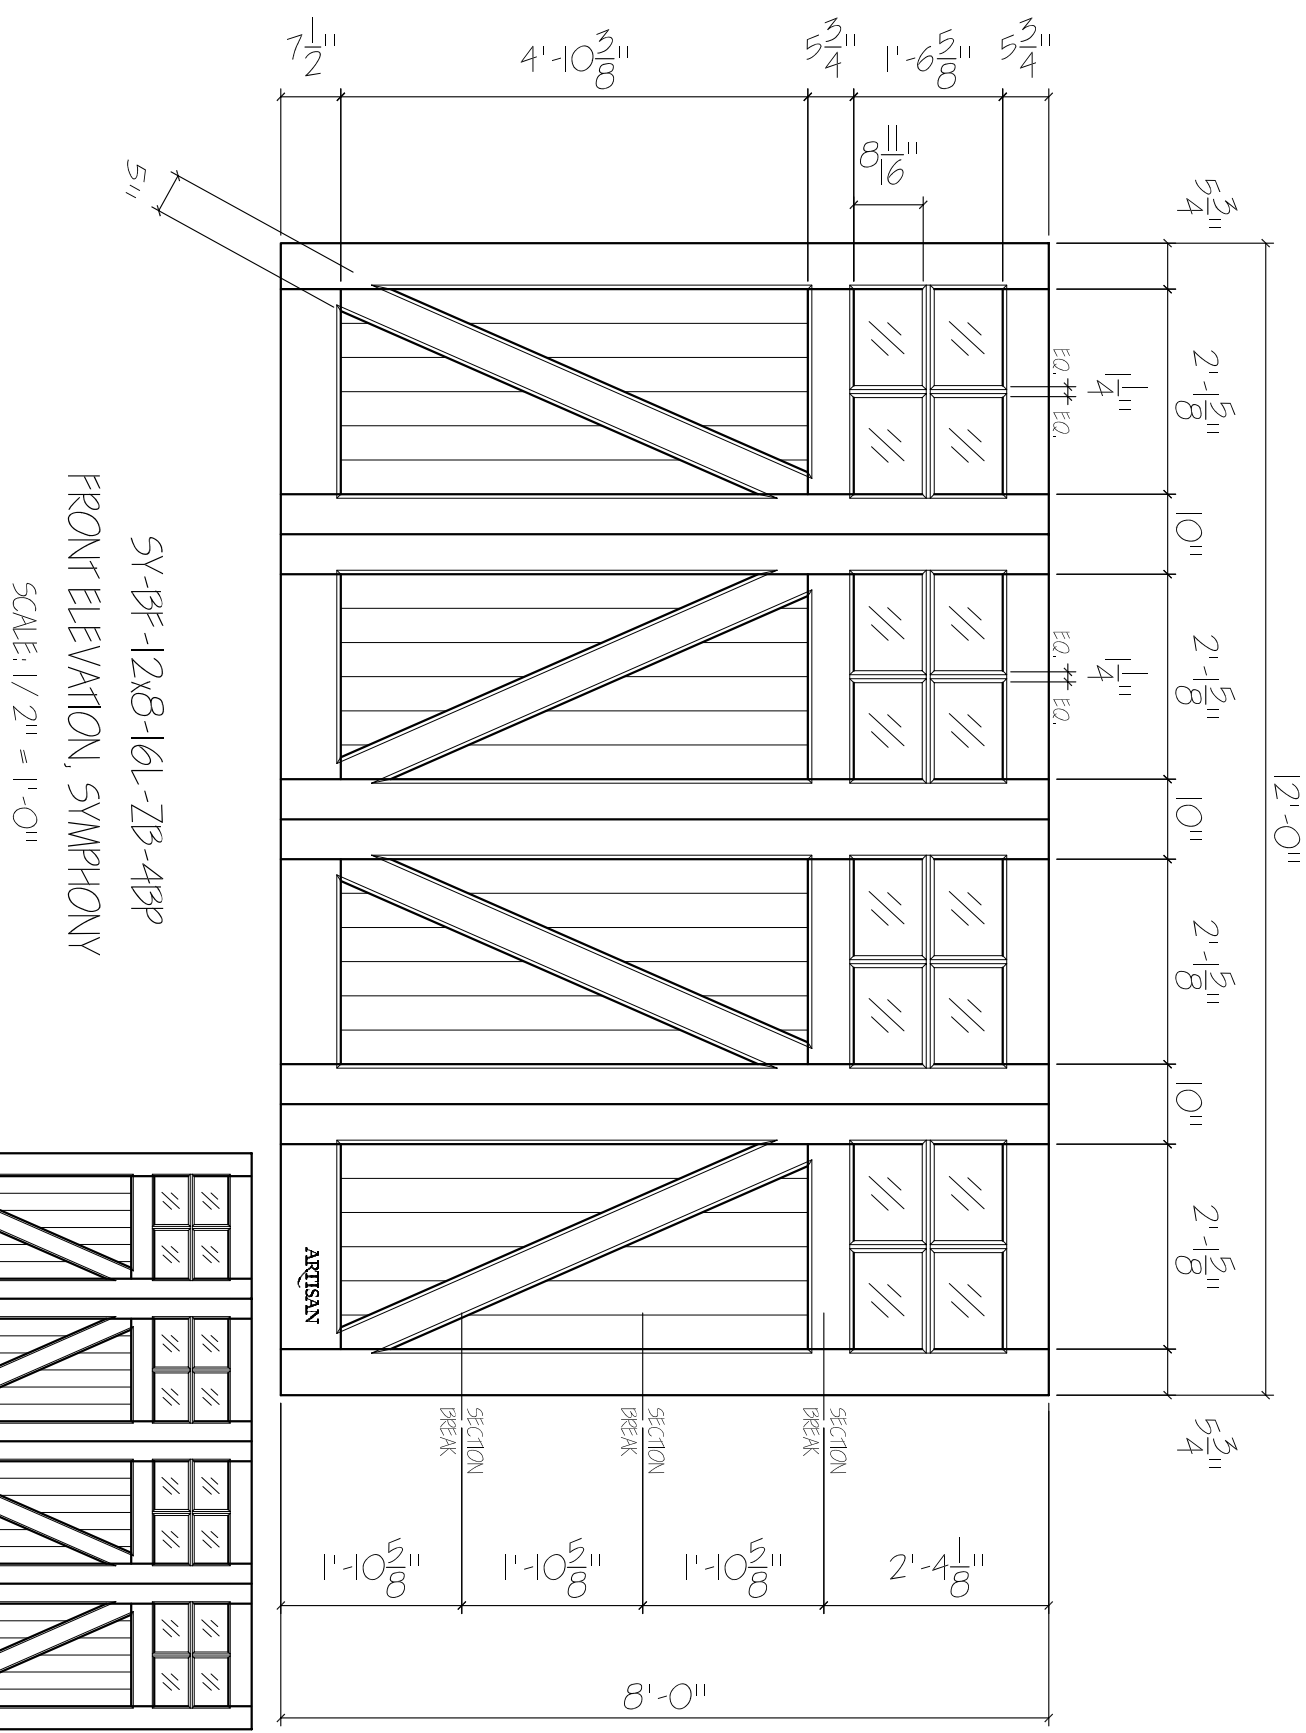 12'-0"
5 3/4"
2'-1 5/8"
10"
2'-1 5/8"
10"
2'-1 5/8"
10"
2'-1 5/8"
5 3/4"
1 1/4"
EQ. EQ.
1 1/4"
EQ. EQ.
5 3/4"
1'-6 5/8"
8 11/16"
5 3/4"
4'-10 3/8"
7 1/2"
5"
2'-4 1/8"
SECTION
BREAK
1'-10 5/8"
SECTION
BREAK
1'-10 5/8"
SECTION
BREAK
1'-10 5/8"
8'-0"
ARTISAN
SY-BF-12x8-16L-ZB-4BP
FRONT ELEVATION, SYMPHONY
SCALE: 1/2" = 1'-0"